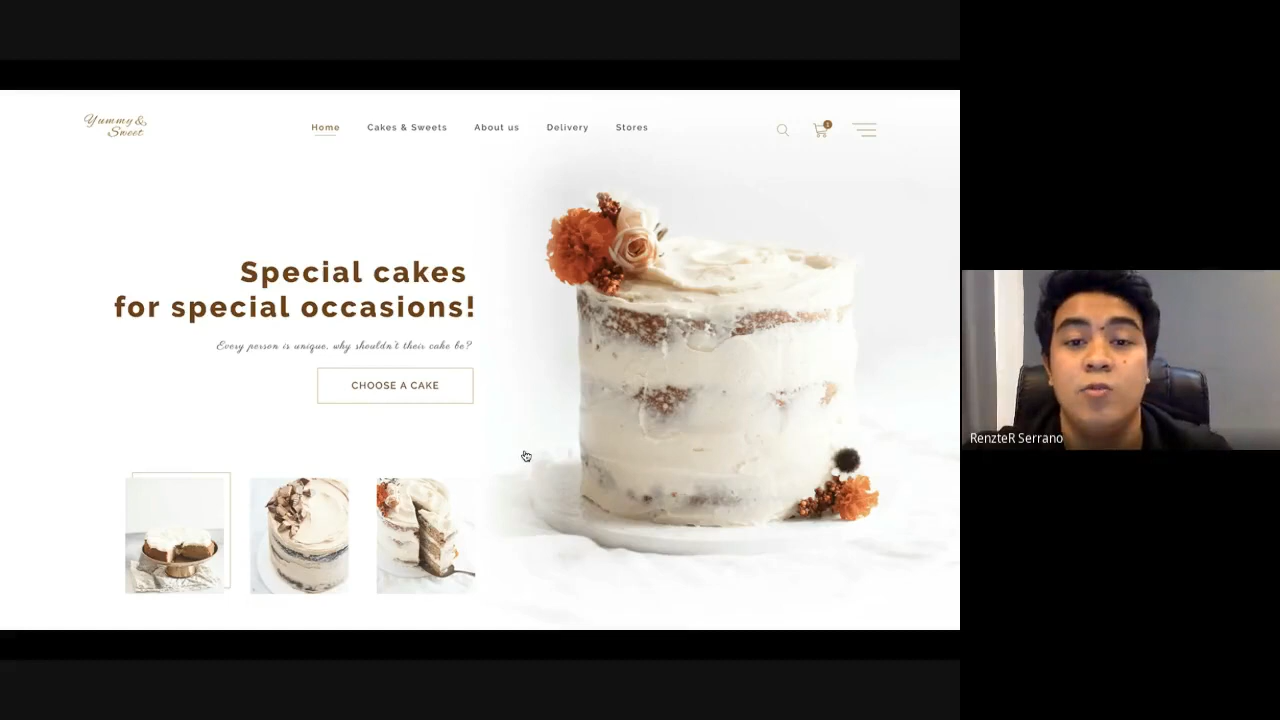 Yummy &
Sweet
Home Cakes & Sweets About us Delivery Stores
Special cakes
for special occasions!
Every person is unique, why shouldn't their cake be?
CHOOSE A CAKE
RenzteR Serrano